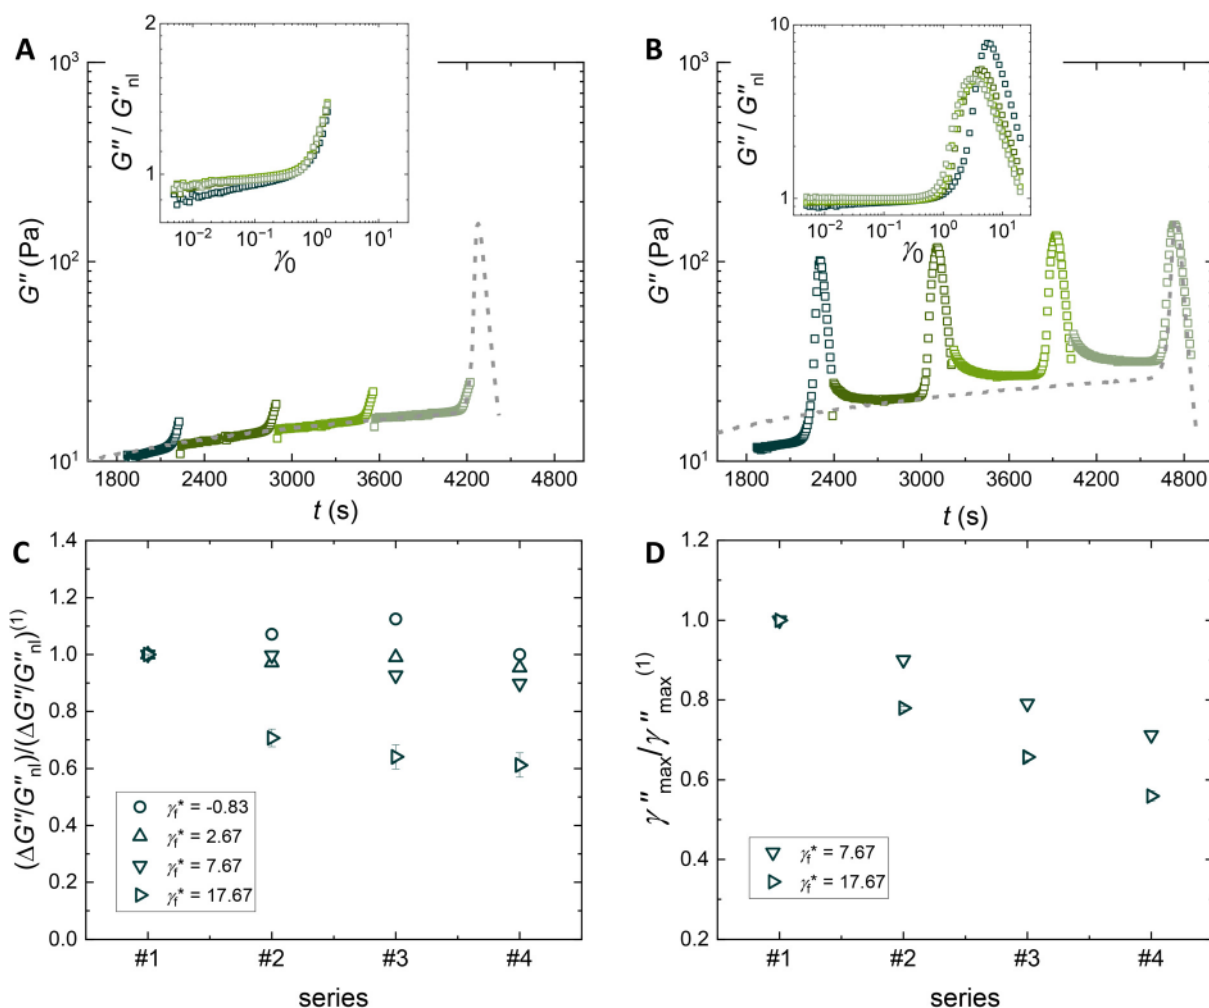 A
B
2
1
G″ / G″nl
10⁻²
10⁻¹
10⁰
10¹
γ₀
10³
10²
10¹
G″ (Pa)
1800
2400
3000
3600
4200
4800
t (s)
10
1
G″ / G″nl
10⁻²
10⁻¹
10⁰
10¹
γ₀
10³
10²
10¹
G″ (Pa)
1800
2400
3000
3600
4200
4800
t (s)
C
1.4
1.2
1.0
0.8
0.6
0.4
0.2
0.0
(ΔG″/G″nl)/(ΔG″/G″nl)⁽¹⁾
γf* = -0.83
γf* = 2.67
γf* = 7.67
γf* = 17.67
#1
#2
#3
#4
series
D
1.2
1.0
0.8
0.6
0.4
0.2
γ″max/γ″max⁽¹⁾
γf* = 7.67
γf* = 17.67
#1
#2
#3
#4
series